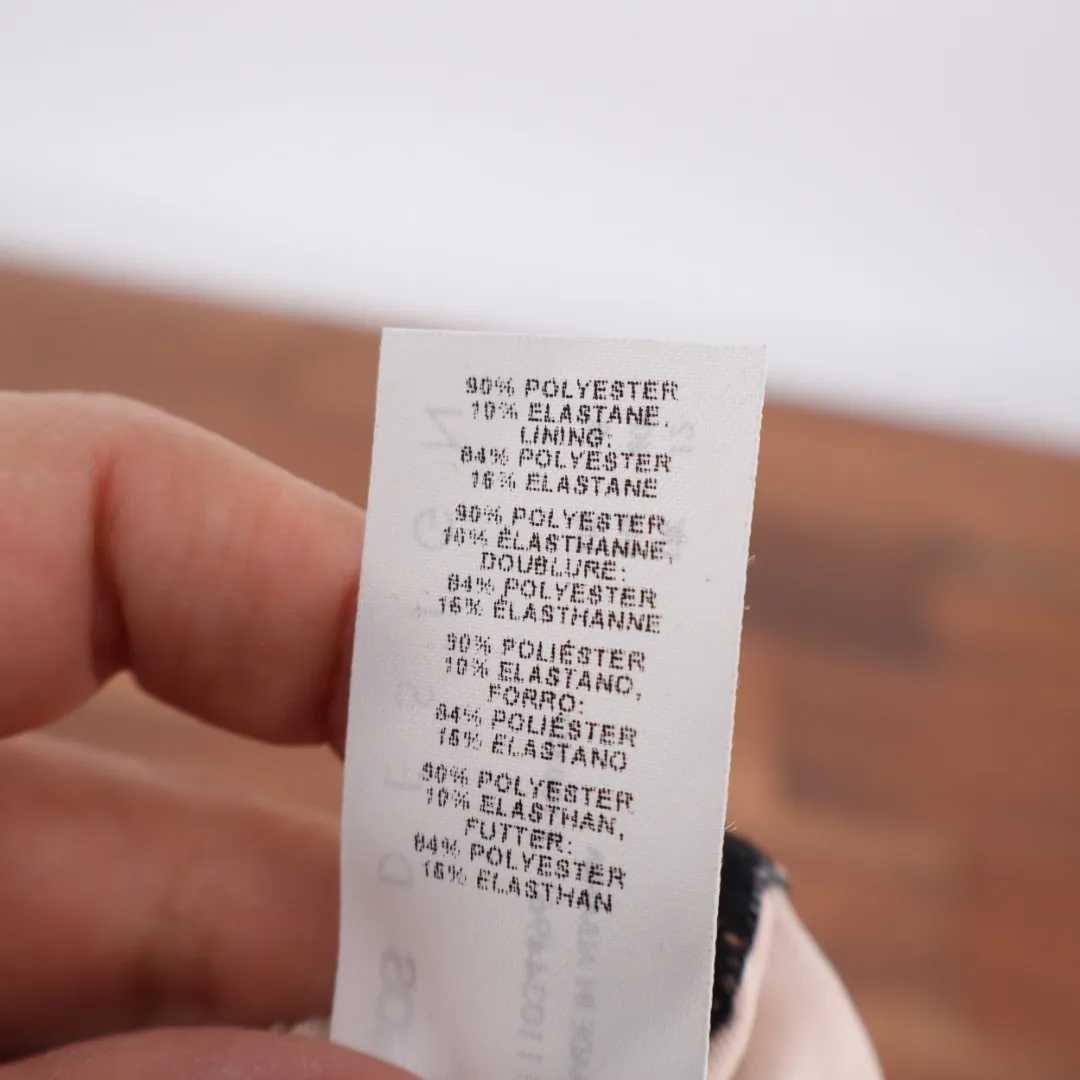 90% POLYESTER
10% ELASTANE,
LINING:
84% POLYESTER
16% ELASTANE
90% POLYESTER
10% ÉLASTHANNE,
DOUBLURE:
84% POLYESTER
16% ÉLASTHANNE
90% POLIÉSTER
10% ELASTANO,
FORRO:
84% POLIÉSTER
16% ELASTANO
90% POLYESTER
10% ELASTHAN,
FUTTER:
84% POLYESTER
16% ELASTHAN